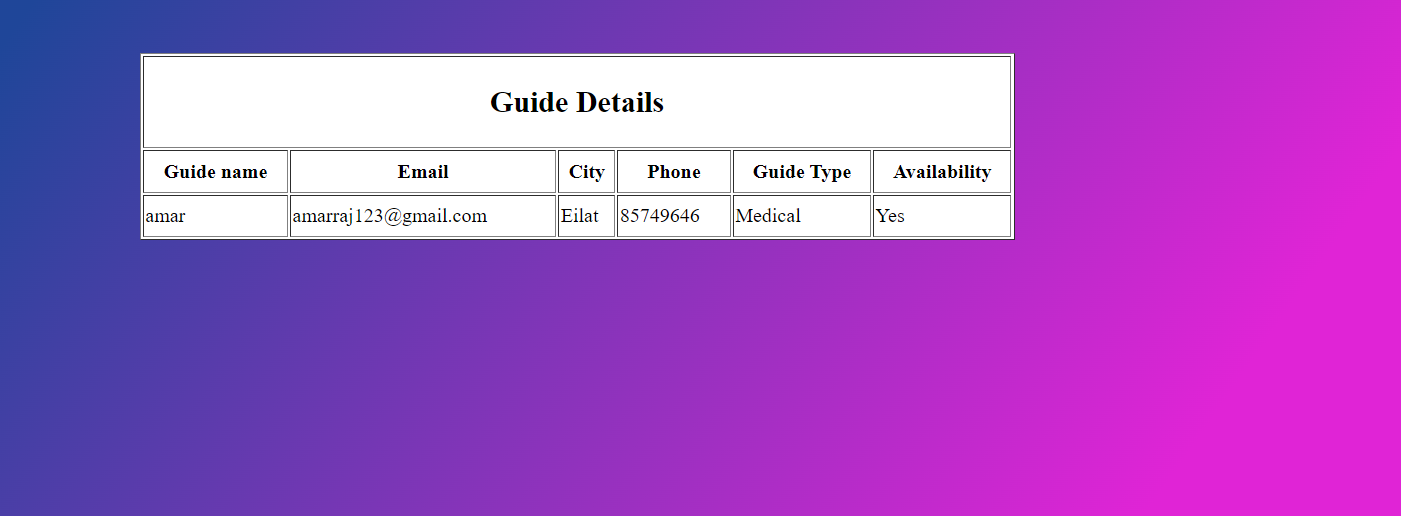 Guide Details
Guide name Email City Phone Guide Type Availability
amar amarraj123@gmail.com Eilat 85749646 Medical Yes